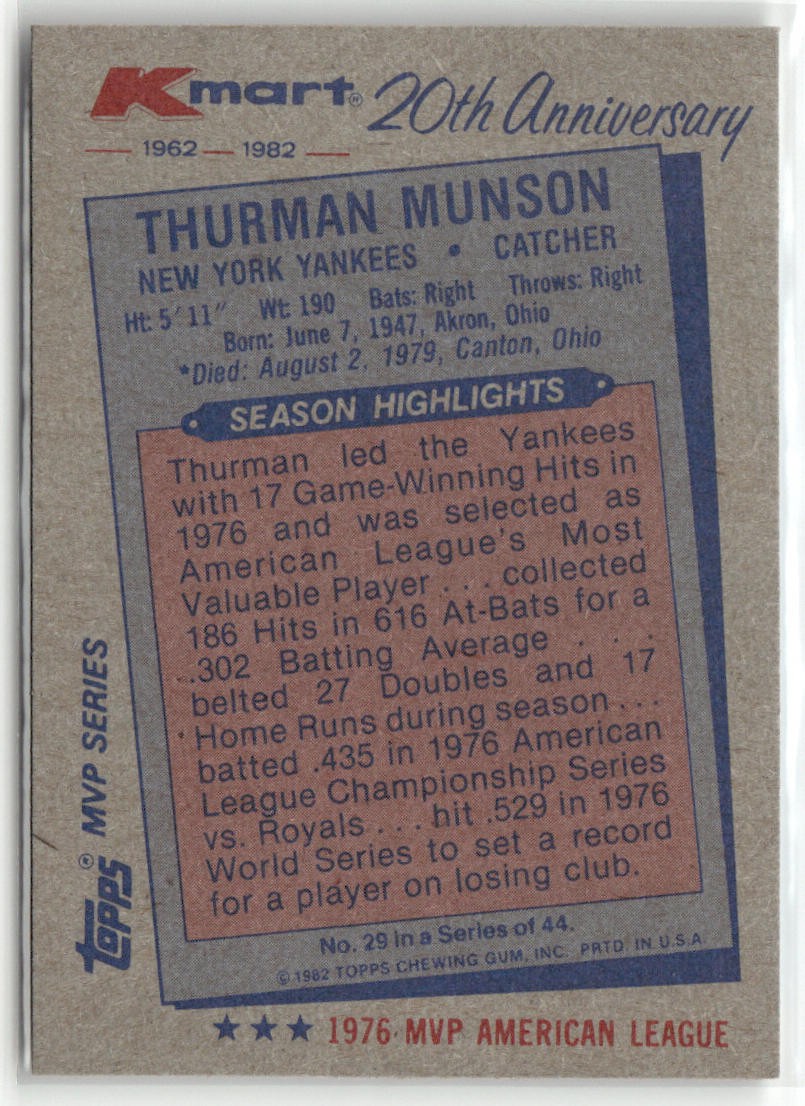 Kmart® 20th Anniversary
1962 — 1982
THURMAN MUNSON
NEW YORK YANKEES • CATCHER
Ht: 5'11" Wt: 190 Bats: Right Throws: Right
Born: June 7, 1947, Akron, Ohio
*Died: August 2, 1979, Canton, Ohio
SEASON HIGHLIGHTS
Thurman led the Yankees
with 17 Game-Winning Hits in
1976 and was selected as
American League's Most
Valuable Player . . . collected
186 Hits in 616 At-Bats for a
.302 Batting Average . . .
belted 27 Doubles and 17
Home Runs during season . . .
batted .435 in 1976 American
League Championship Series
vs. Royals . . . hit .529 in 1976
World Series to set a record
for a player on losing club.
No. 29 in a Series of 44.
© 1982 TOPPS CHEWING GUM, INC. PRTD. IN U.S.A.
TOPPS® MVP SERIES
★★★ 1976 MVP AMERICAN LEAGUE